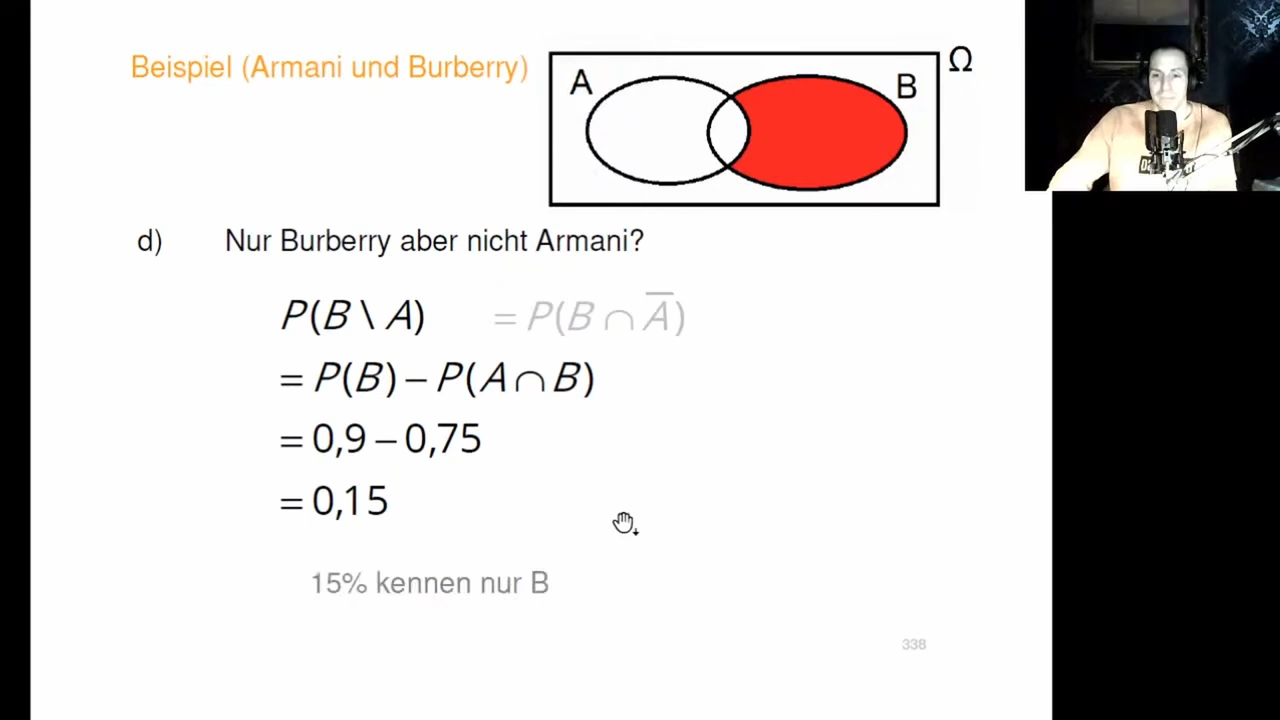 Beispiel (Armani und Burberry)
A
B
Ω
d) Nur Burberry aber nicht Armani?
P(B \ A) = P(B ∩ A̅)
= P(B) – P(A ∩ B)
= 0,9 – 0,75
= 0,15
15% kennen nur B
338